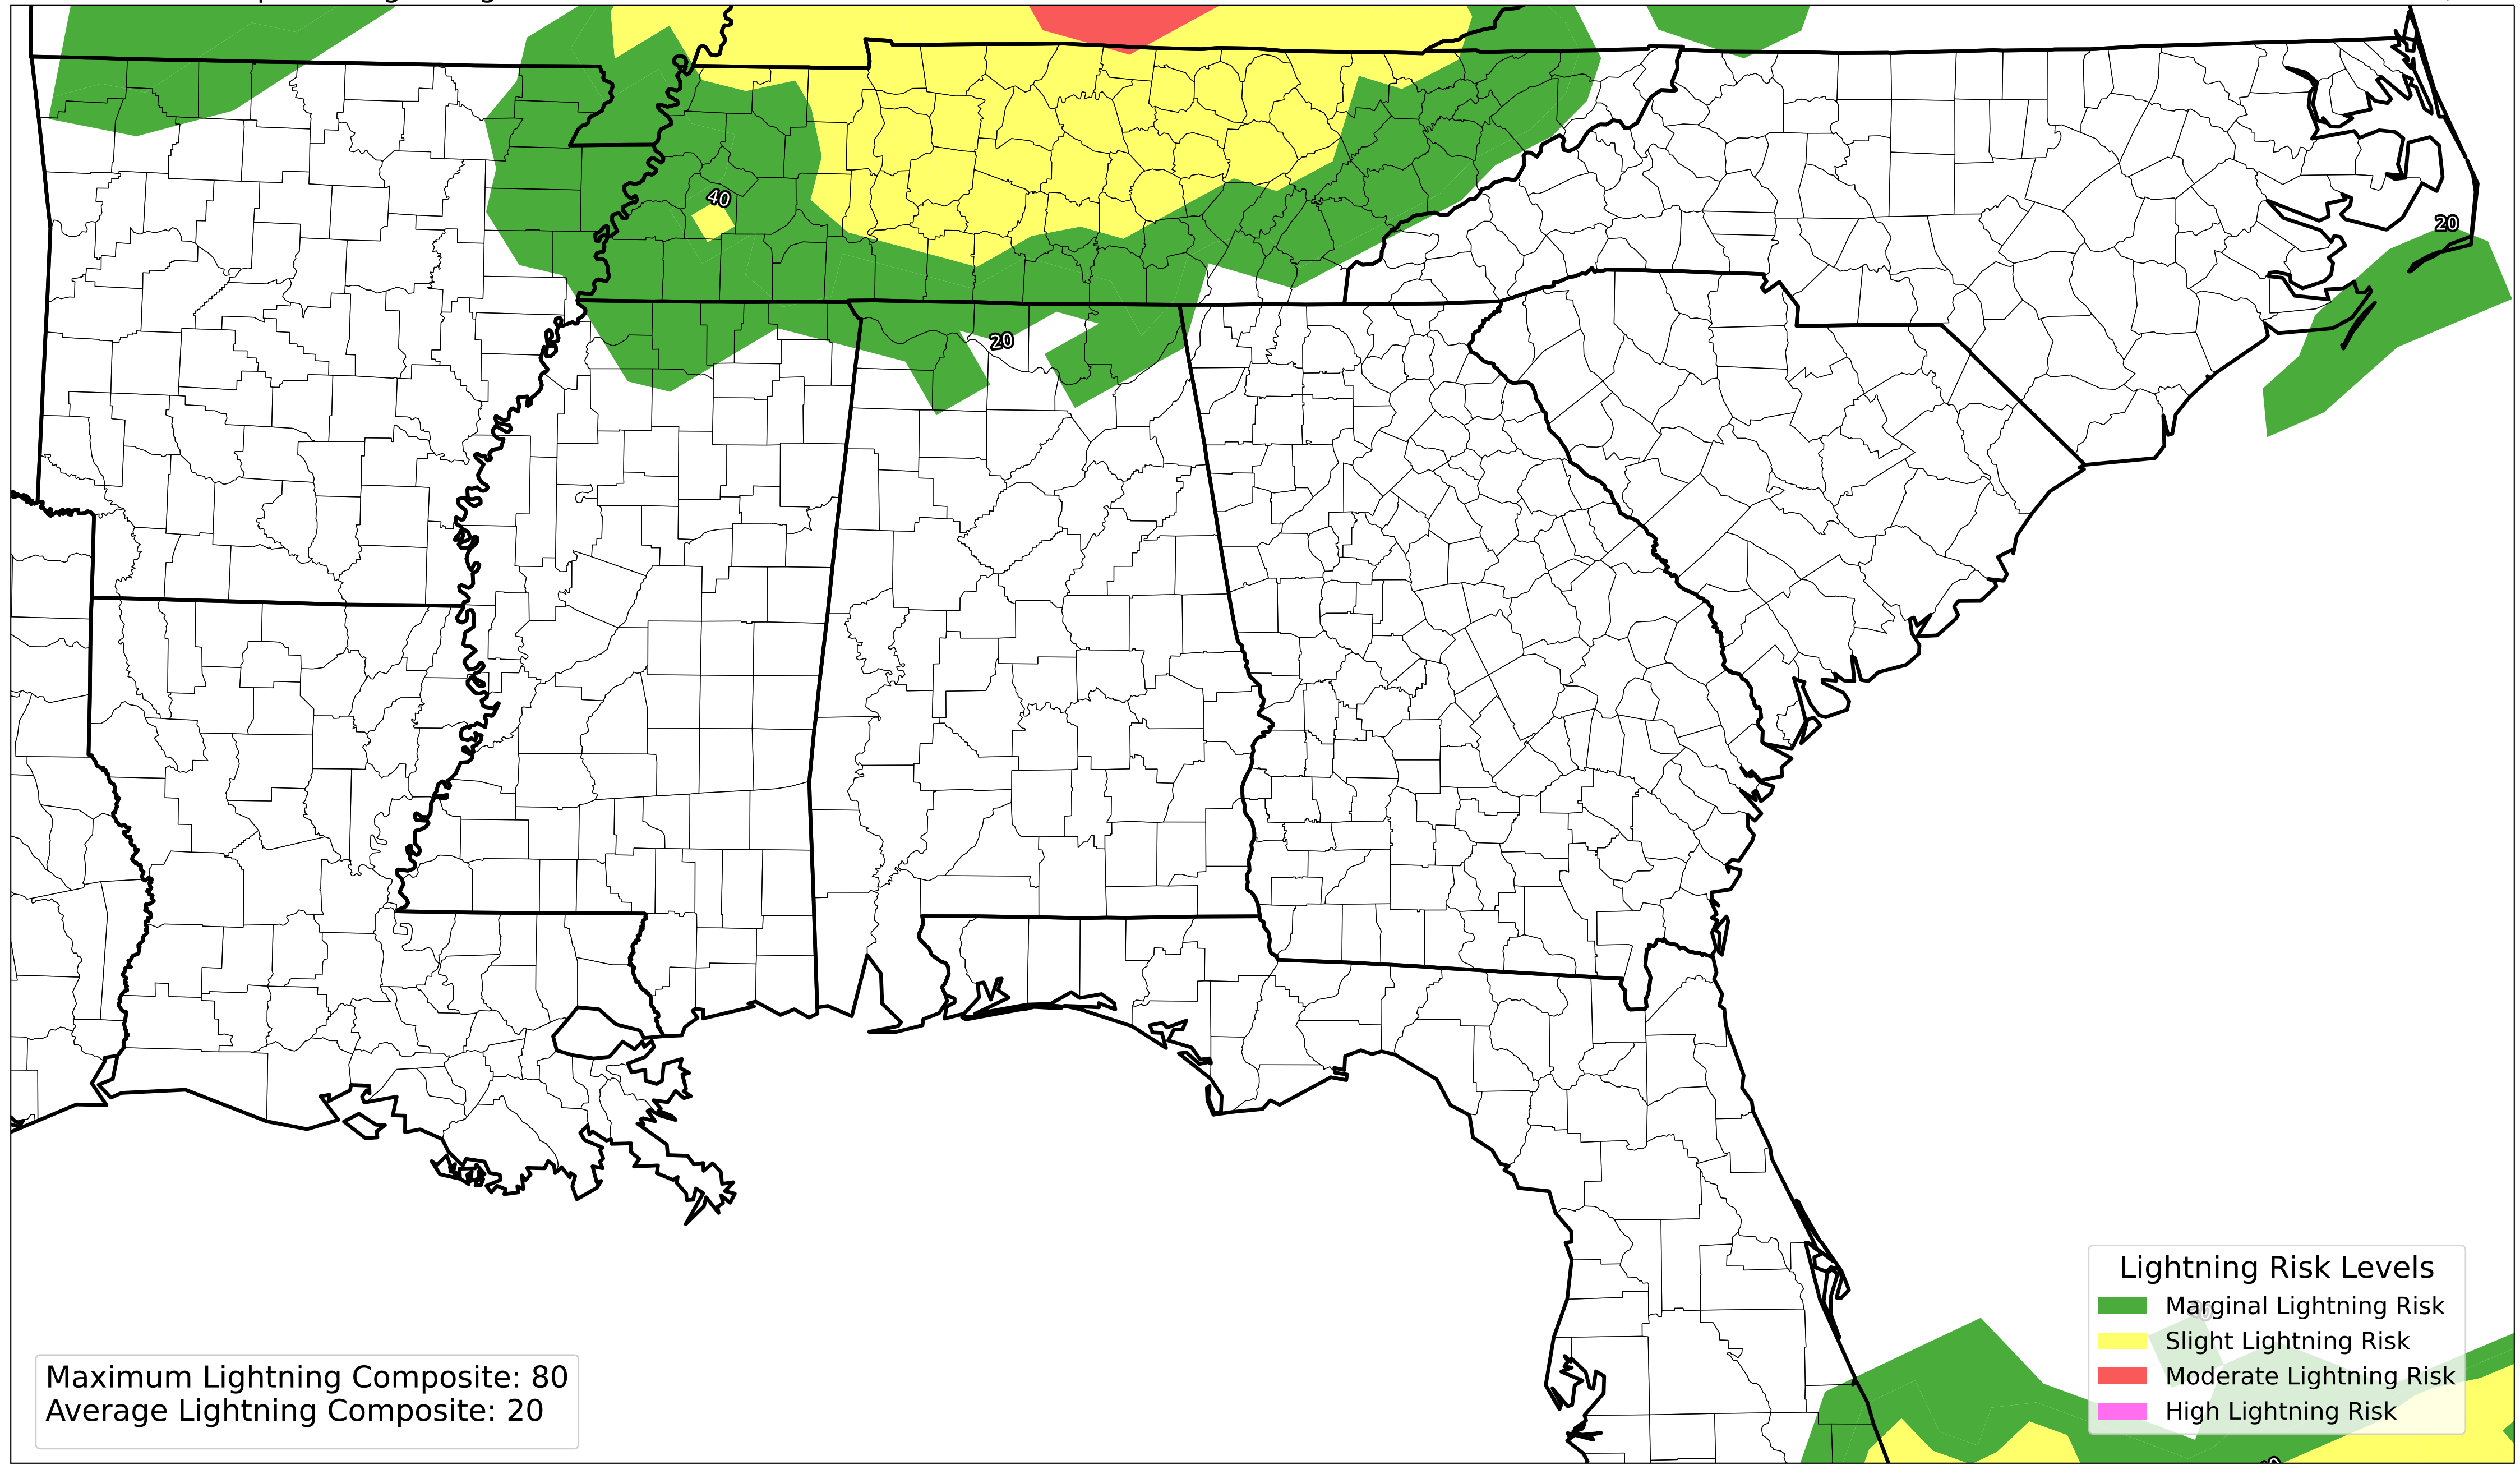 40
20
20
Lightning Risk Levels
Marginal Lightning Risk
Slight Lightning Risk
Moderate Lightning Risk
High Lightning Risk
Maximum Lightning Composite: 80
Average Lightning Composite: 20